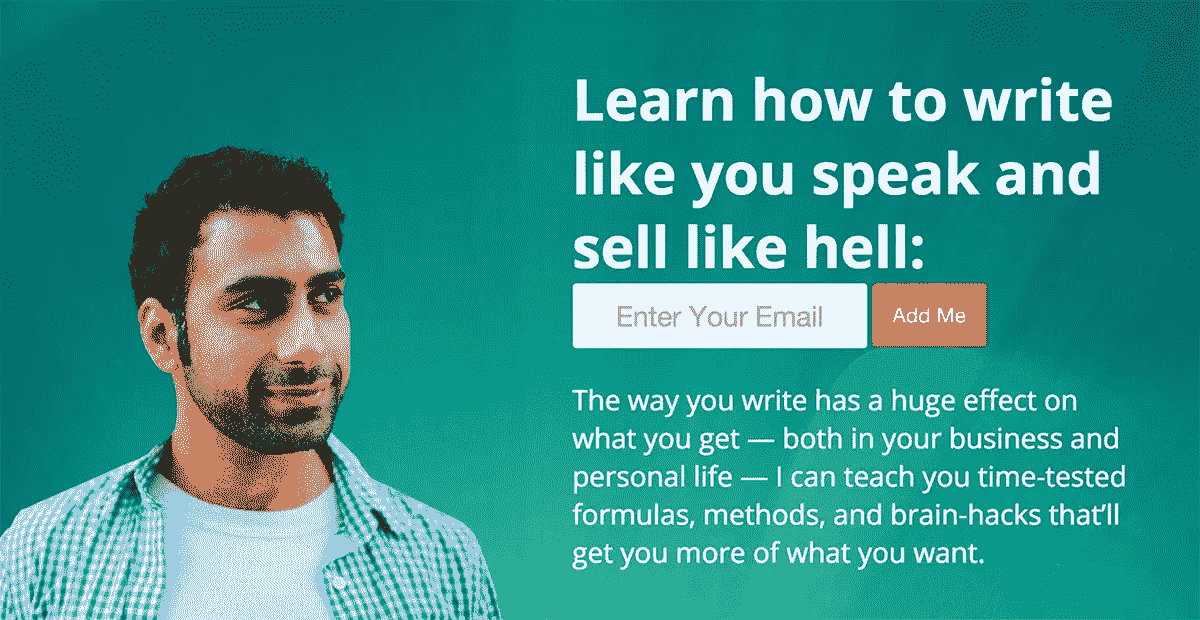 Learn how to write
like you speak and
sell like hell:
Enter Your Email
Add Me
The way you write has a huge effect on
what you get — both in your business and
personal life — I can teach you time-tested
formulas, methods, and brain-hacks that’ll
get you more of what you want.